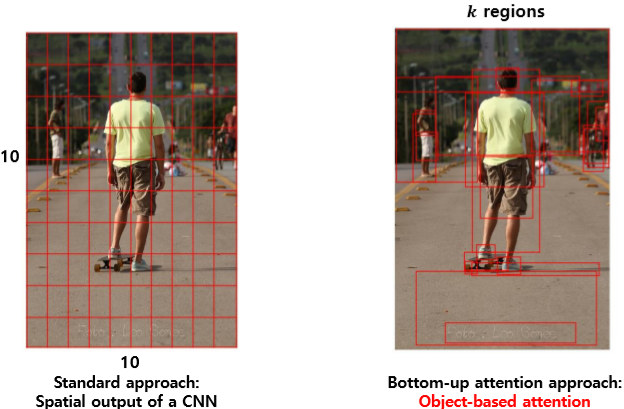 k regions
10
10
Standard approach:
Spatial output of a CNN
Bottom-up attention approach:
Object-based attention